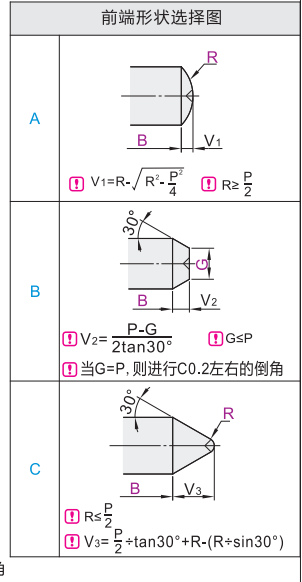 前端形状选择图
A
R
B
V1
V1=R-√(R²-P²/4)
R≥P/2
B
30°
G
B
V2
V2=(P-G)/(2tan30°)
G≤P
当G=P,则进行C0.2左右的倒角
C
30°
R
B
V3
R≤P/2
V3=P/2÷tan30°+R-(R÷sin30°)
角